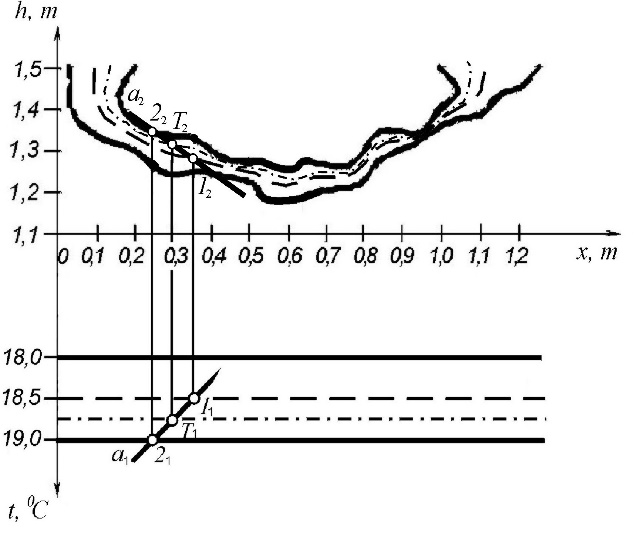 h, m
1,5
1,4
1,3
1,2
1,1
a₂
2₂
T₂
I₂
0 0,1 0,2 0,3 0,4 0,5 0,6 0,7 0,8 0,9 1,0 1,1 1,2
x, m
18,0
18,5
19,0
I₁
T₁
a₁
2₁
t, ⁰C